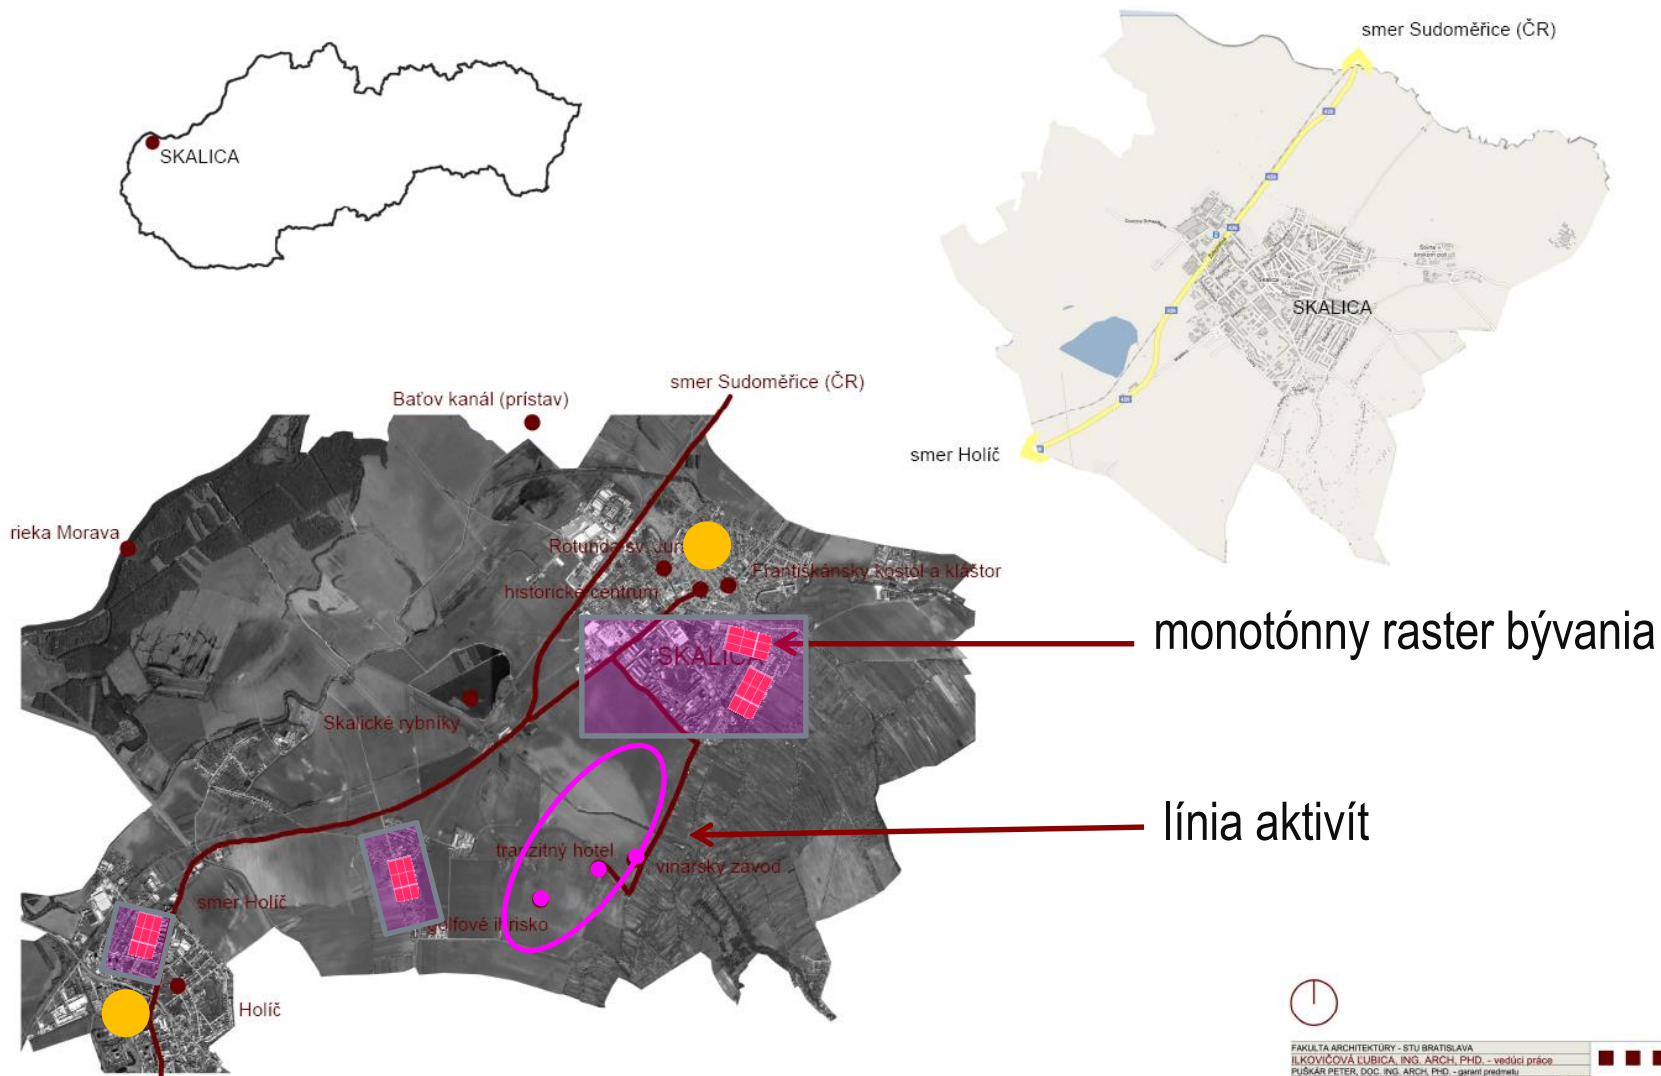 smer Sudoměřice (ČR)
SKALICA
SKALICA
smer Holíč
smer Sudoměřice (ČR)
Baťov kanál (prístav)
rieka Morava
Rotunda sv.
Františkánsky kostol a kláštor
historické centrum
monotónny raster bývania
SKALICA
Skalické rybníky
línia aktivít
tranzitný hotel
vinársky závod
smer Holíč
golfové ihrisko
Holíč
FAKULTA ARCHITEKTÚRY - STU BRATISLAVA
ILKOVIČOVÁ ĽUBICA, ING. ARCH, PHD. - vedúci práce
PUŠKÁR PETER, DOC. ING. ARCH, PHD. - garant predmetu